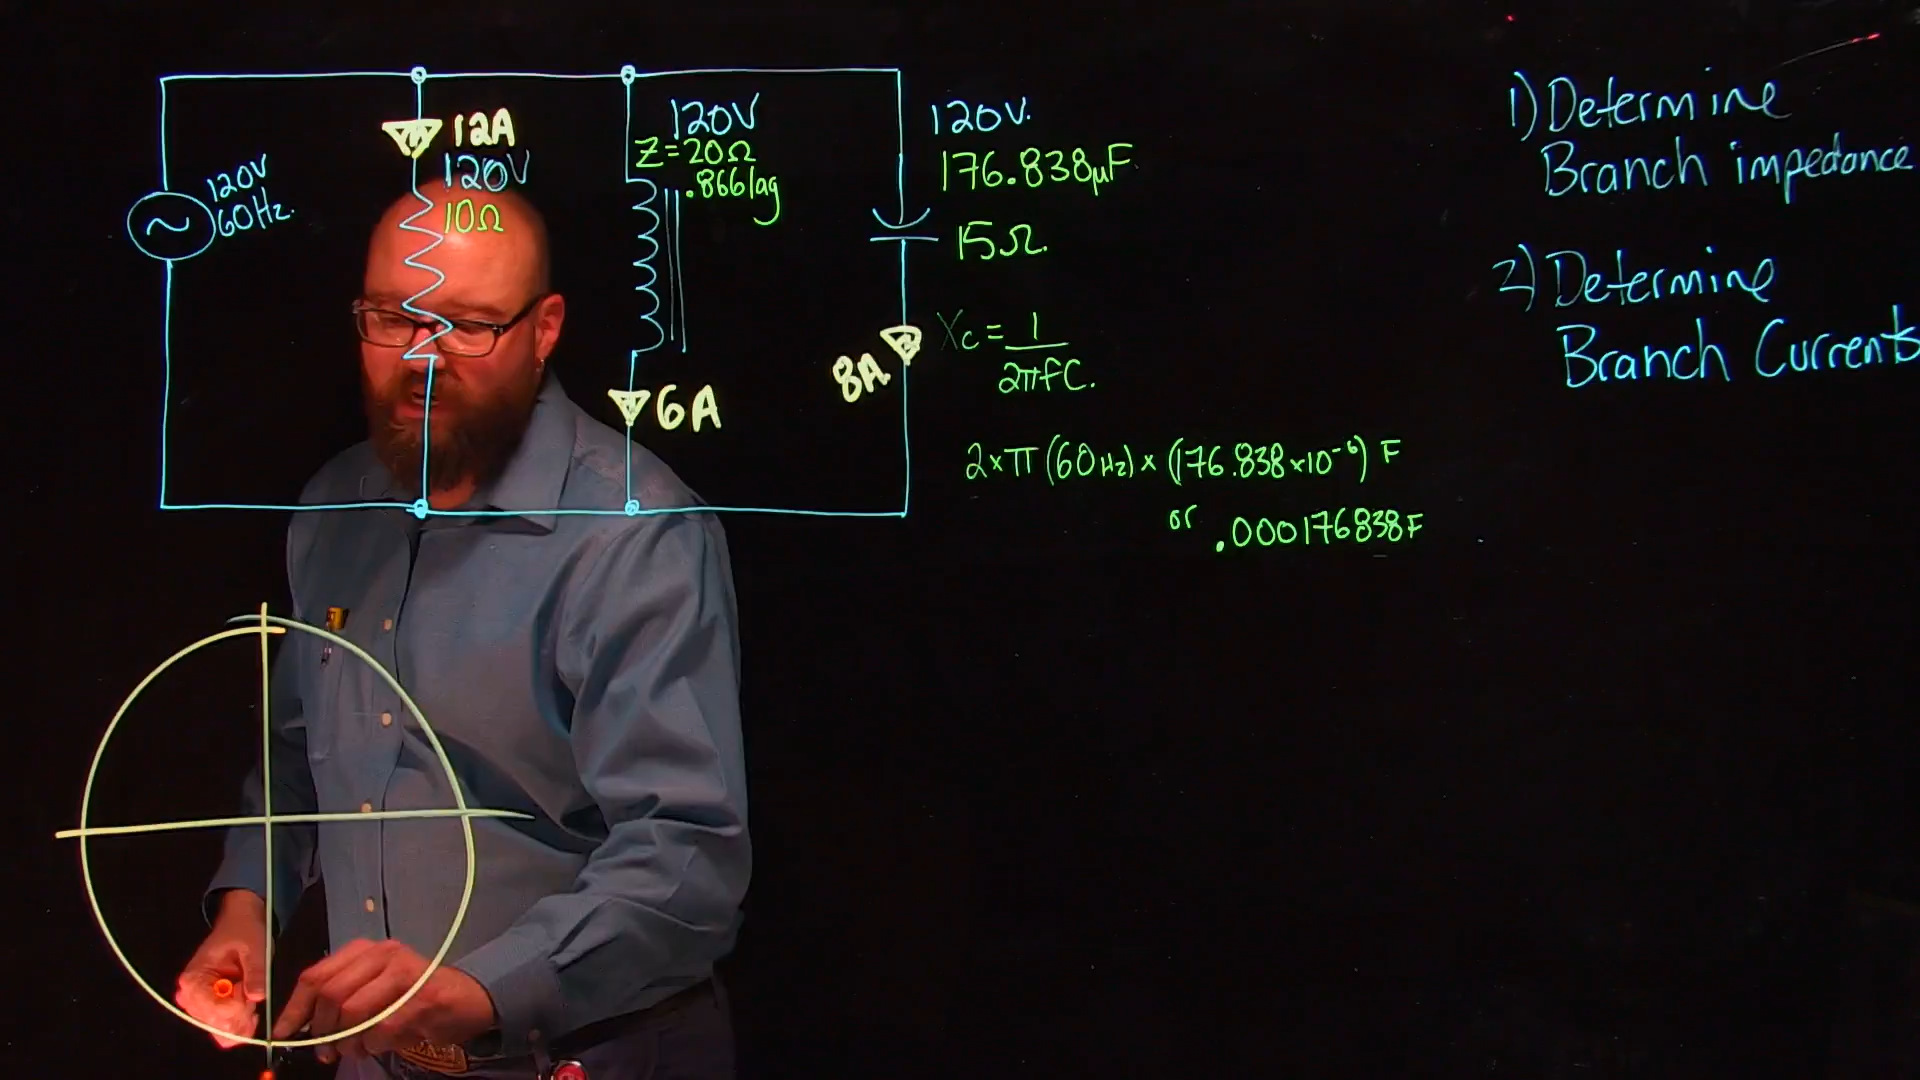 120V
60Hz.
12A
120V
10Ω
120V
Z=20Ω
.866lag
6A
120V.
176.838µF
15Ω.
8A.
Xc = 1
2πfC.
2×π(60Hz)×(176.838×10⁻⁶) F
or .000176838F
1) Determine
Branch impedance
2) Determine
Branch Currents